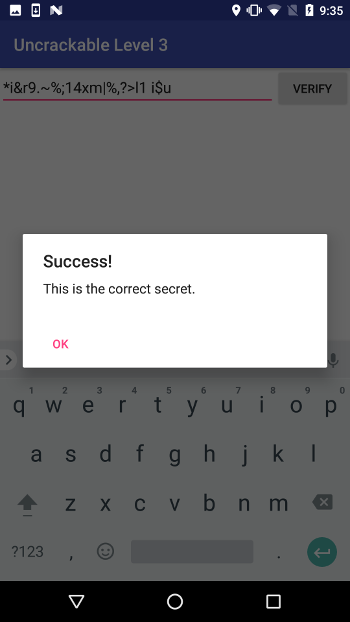 9:35
Uncrackable Level 3
*i&r9.~%;14xm|%,?>l1 i$u
VERIFY
Success!
This is the correct secret.
OK
1 2 3 4 5 6 7 8 9 0
q w e r t y u i o p
a s d f g h j k l
z x c v b n m
?123 , .